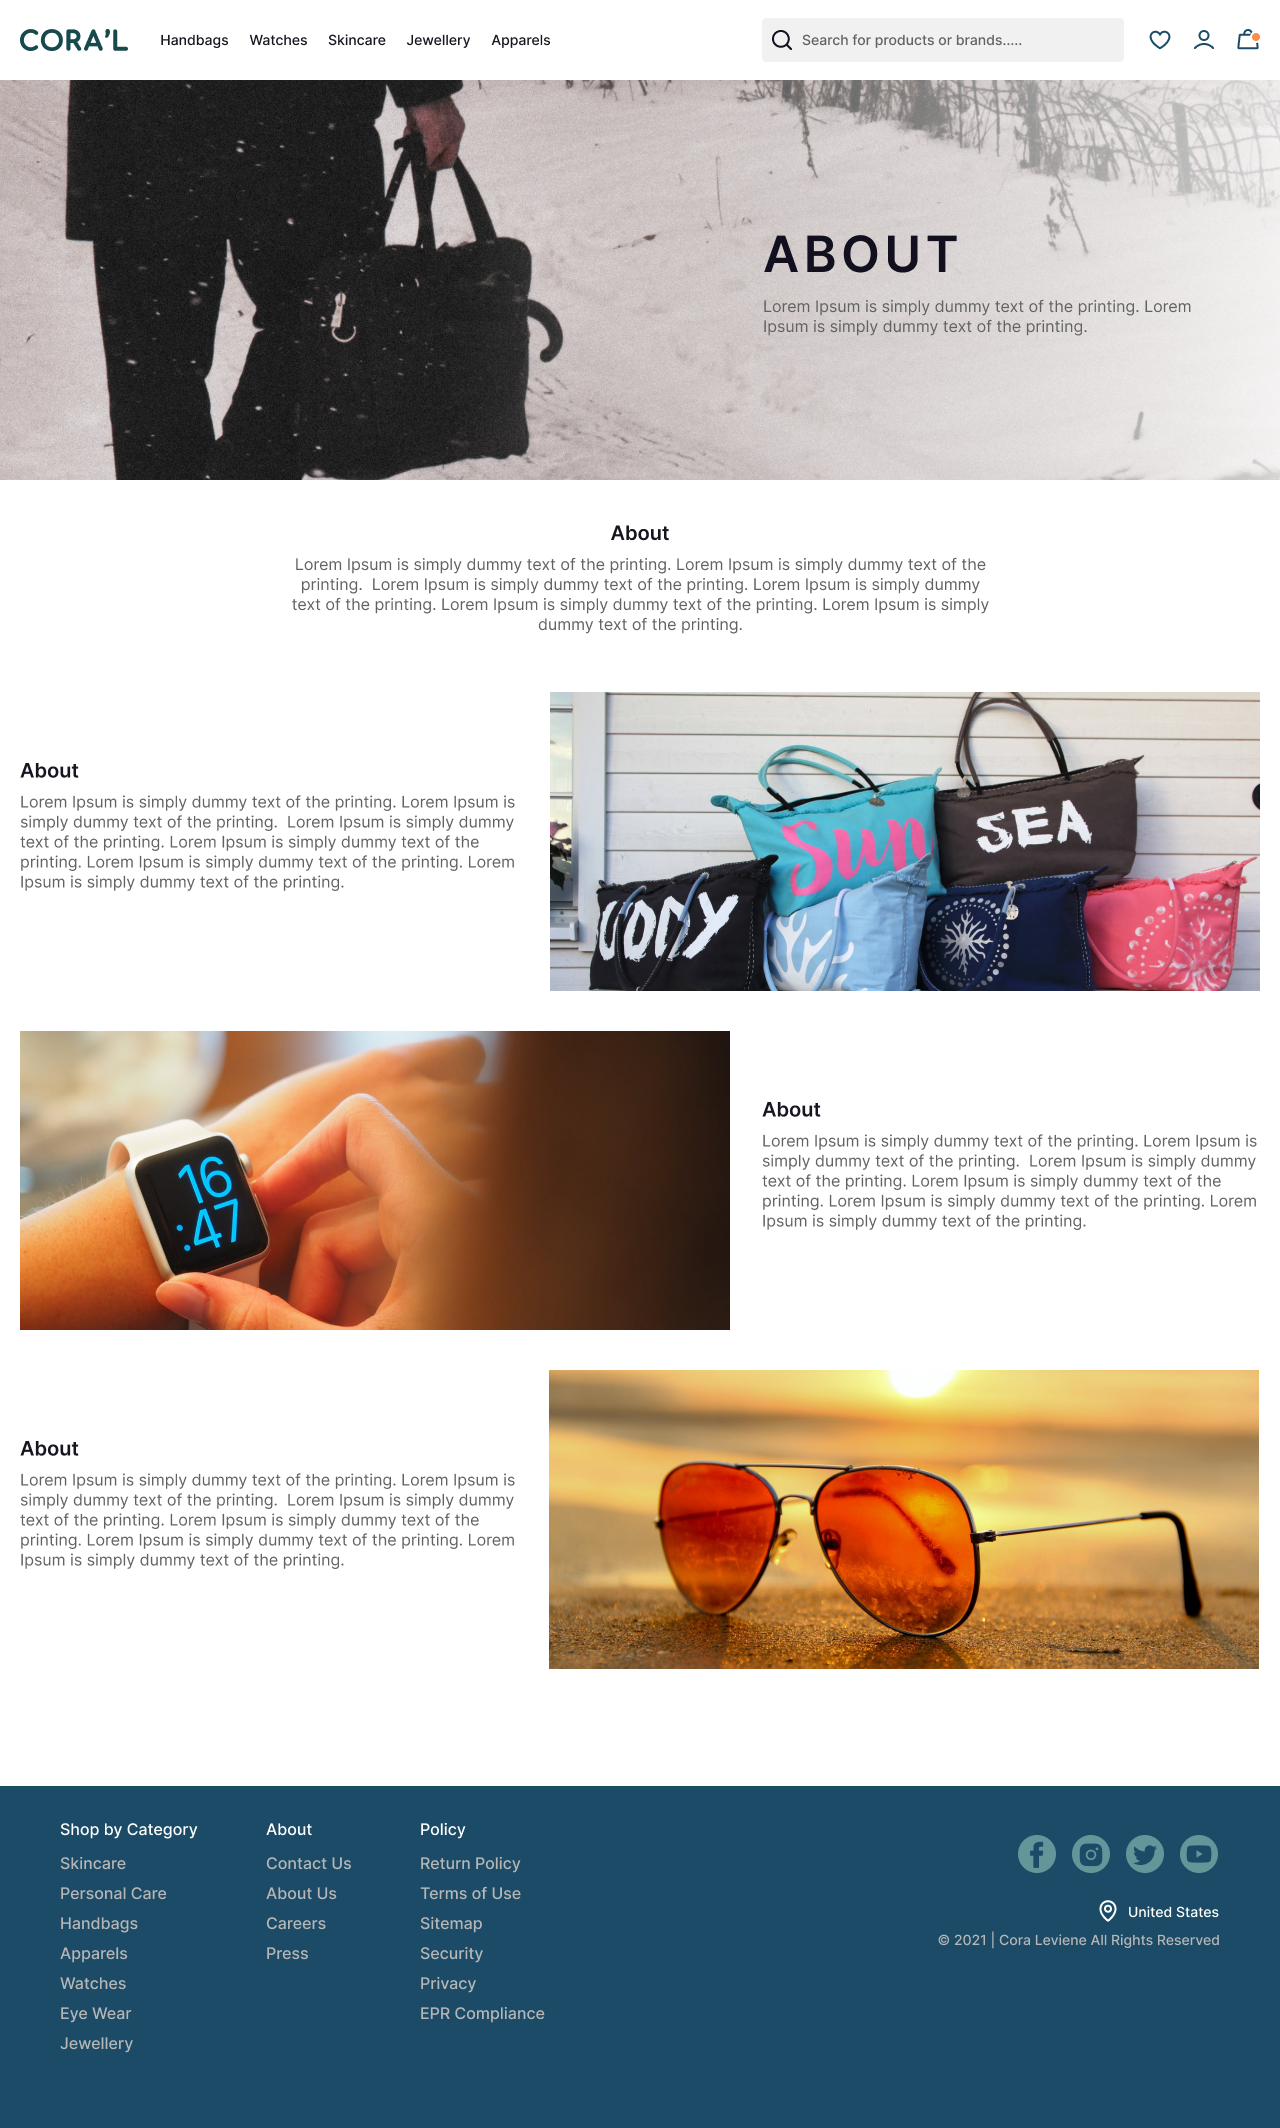 CORA'L
Handbags Watches Skincare Jewellery Apparels
Search for products or brands.....
ABOUT
Lorem Ipsum is simply dummy text of the printing. Lorem
Ipsum is simply dummy text of the printing.
About
Lorem Ipsum is simply dummy text of the printing. Lorem Ipsum is simply dummy text of the
printing. Lorem Ipsum is simply dummy text of the printing. Lorem Ipsum is simply dummy
text of the printing. Lorem Ipsum is simply dummy text of the printing. Lorem Ipsum is simply
dummy text of the printing.
About
Lorem Ipsum is simply dummy text of the printing. Lorem Ipsum is
simply dummy text of the printing. Lorem Ipsum is simply dummy
text of the printing. Lorem Ipsum is simply dummy text of the
printing. Lorem Ipsum is simply dummy text of the printing. Lorem
Ipsum is simply dummy text of the printing.
Sun
SEA
16
:47
About
Lorem Ipsum is simply dummy text of the printing. Lorem Ipsum is
simply dummy text of the printing. Lorem Ipsum is simply dummy
text of the printing. Lorem Ipsum is simply dummy text of the
printing. Lorem Ipsum is simply dummy text of the printing. Lorem
Ipsum is simply dummy text of the printing.
About
Lorem Ipsum is simply dummy text of the printing. Lorem Ipsum is
simply dummy text of the printing. Lorem Ipsum is simply dummy
text of the printing. Lorem Ipsum is simply dummy text of the
printing. Lorem Ipsum is simply dummy text of the printing. Lorem
Ipsum is simply dummy text of the printing.
Shop by Category
Skincare
Personal Care
Handbags
Apparels
Watches
Eye Wear
Jewellery
About
Contact Us
About Us
Careers
Press
Policy
Return Policy
Terms of Use
Sitemap
Security
Privacy
EPR Compliance
United States
© 2021 | Cora Leviene All Rights Reserved